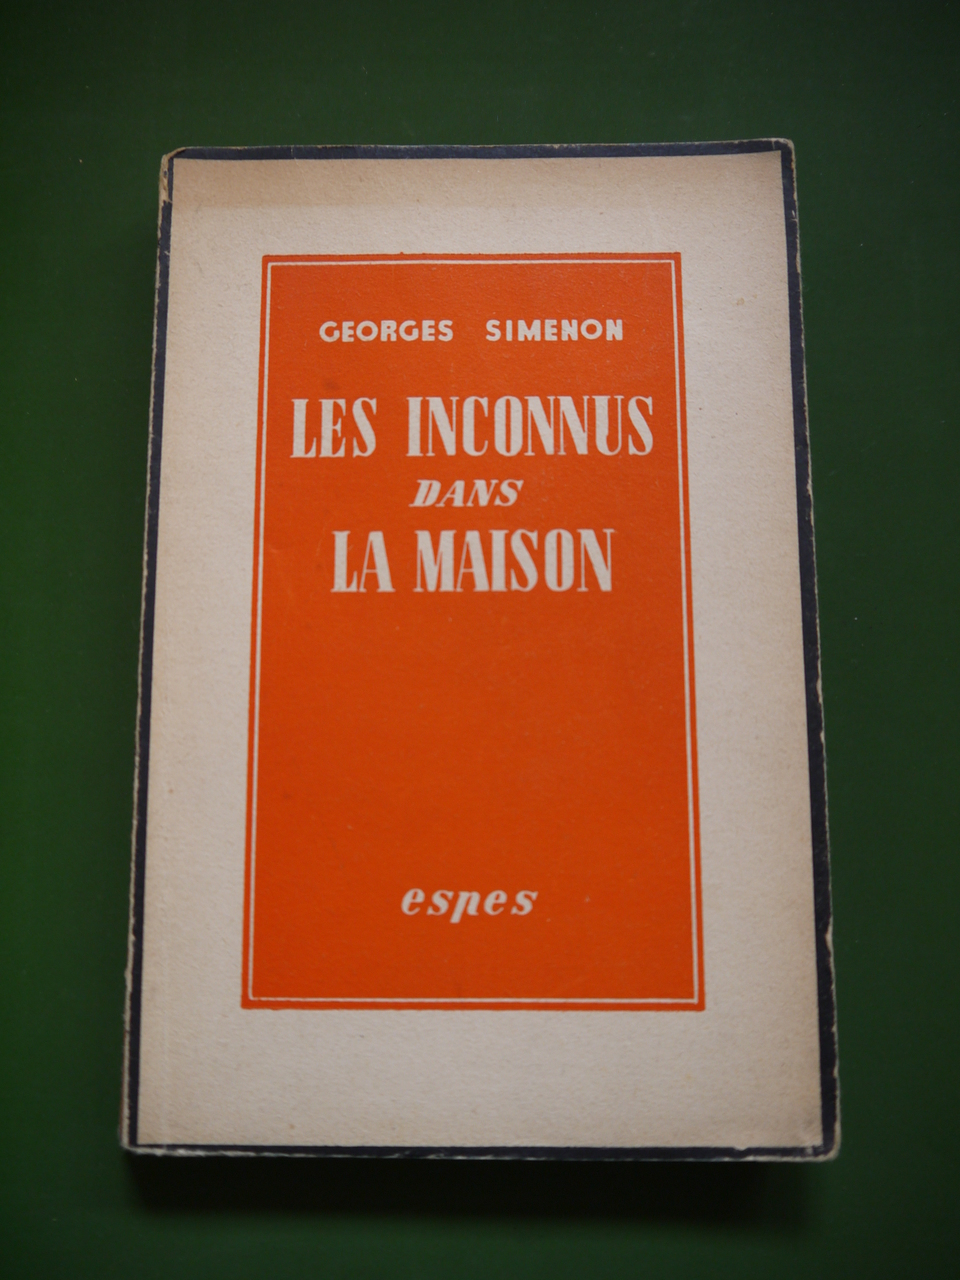 GEORGES SIMENON
LES INCONNUS
DANS
LA MAISON
espes